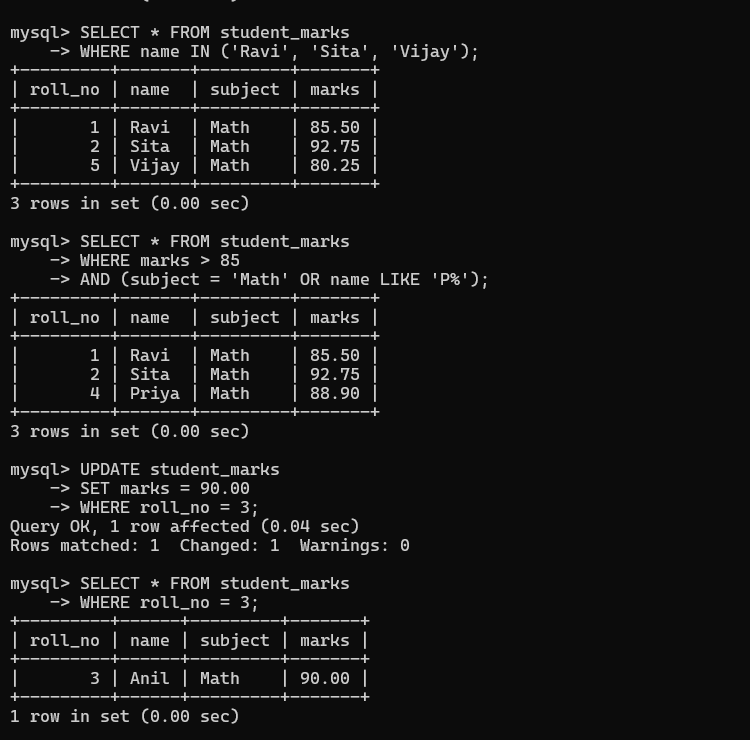 mysql> SELECT * FROM student_marks
    -> WHERE name IN ('Ravi', 'Sita', 'Vijay');
+---------+-------+---------+-------+
| roll_no | name  | subject | marks |
+---------+-------+---------+-------+
|       1 | Ravi  | Math    | 85.50 |
|       2 | Sita  | Math    | 92.75 |
|       5 | Vijay | Math    | 80.25 |
+---------+-------+---------+-------+
3 rows in set (0.00 sec)

mysql> SELECT * FROM student_marks
    -> WHERE marks > 85
    -> AND (subject = 'Math' OR name LIKE 'P%');
+---------+-------+---------+-------+
| roll_no | name  | subject | marks |
+---------+-------+---------+-------+
|       1 | Ravi  | Math    | 85.50 |
|       2 | Sita  | Math    | 92.75 |
|       4 | Priya | Math    | 88.90 |
+---------+-------+---------+-------+
3 rows in set (0.00 sec)

mysql> UPDATE student_marks
    -> SET marks = 90.00
    -> WHERE roll_no = 3;
Query OK, 1 row affected (0.04 sec)
Rows matched: 1  Changed: 1  Warnings: 0

mysql> SELECT * FROM student_marks
    -> WHERE roll_no = 3;
+---------+------+---------+-------+
| roll_no | name | subject | marks |
+---------+------+---------+-------+
|       3 | Anil | Math    | 90.00 |
+---------+------+---------+-------+
1 row in set (0.00 sec)